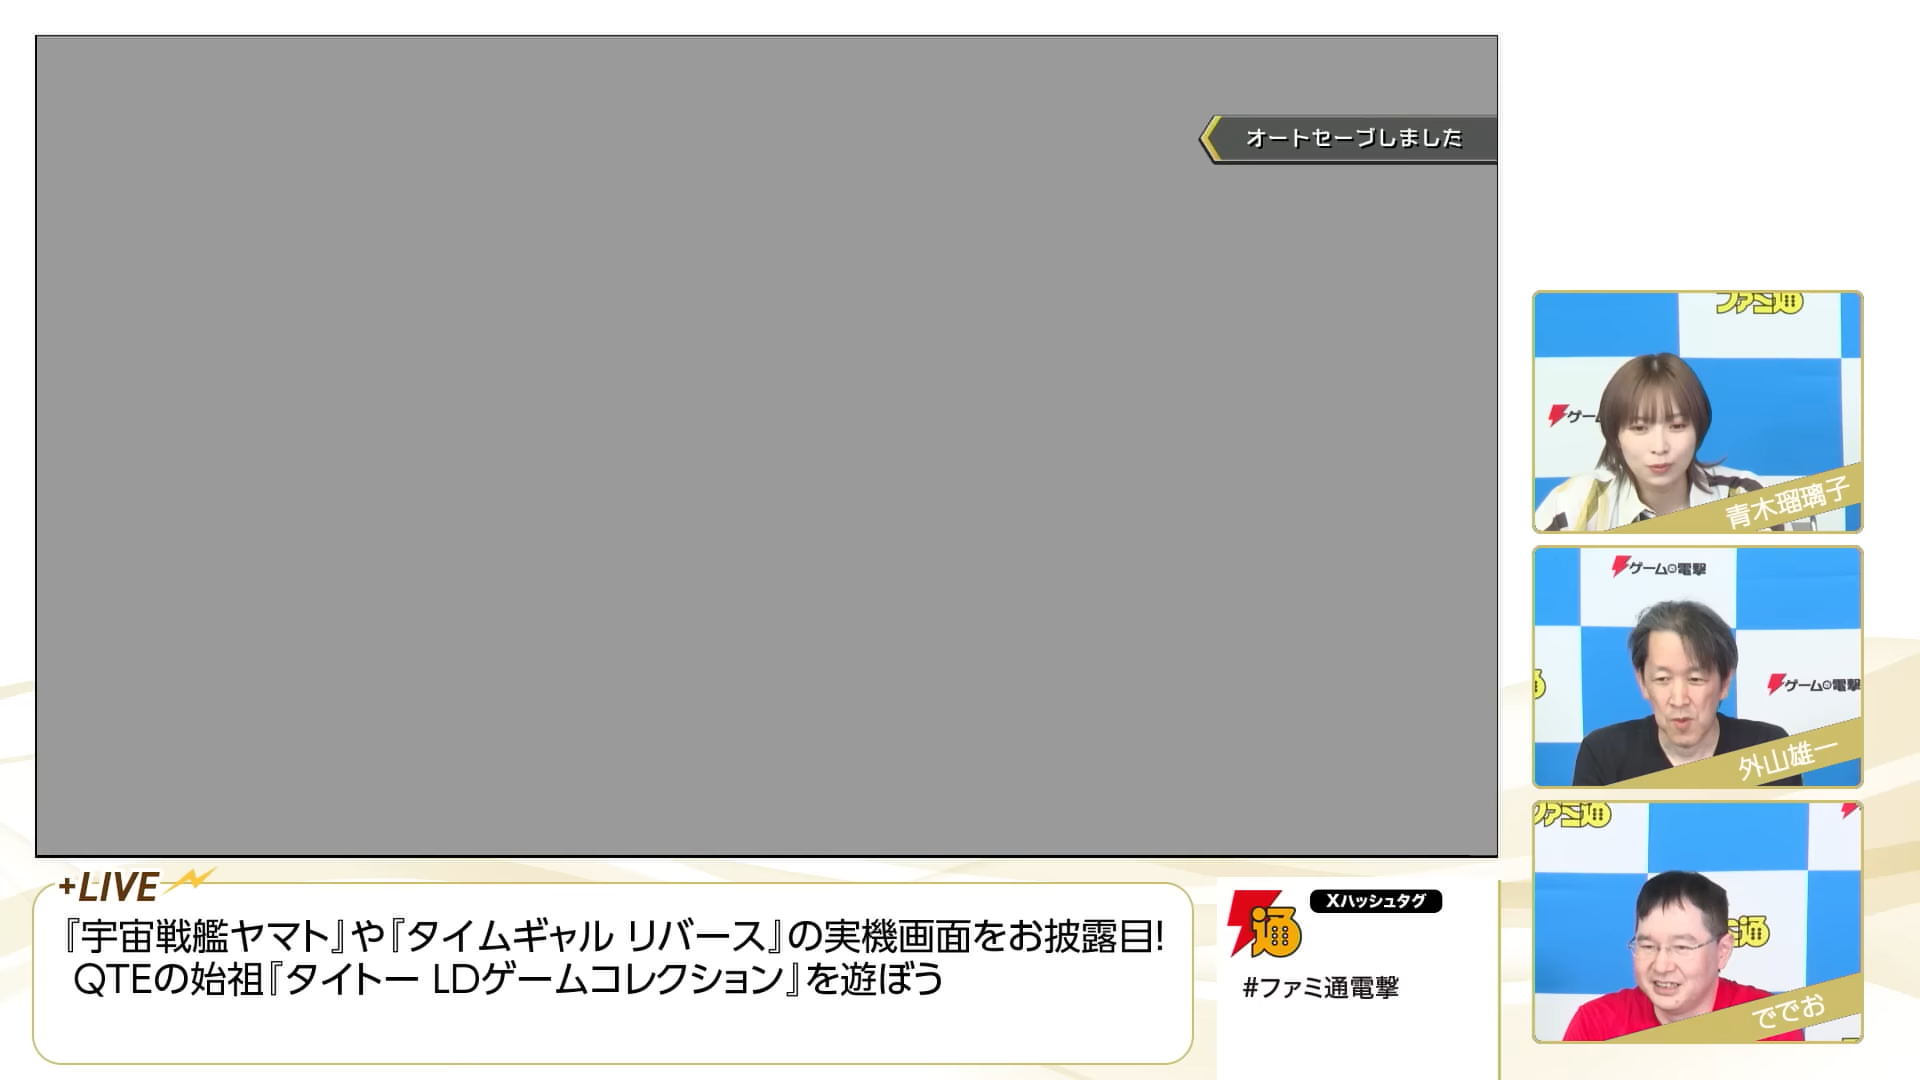 オートセーブしました
ファミ通
ゲーム
青木瑠璃子
ゲームの電撃
ゲームの電撃
外山雄一
ファミ通
通
ででお
+LIVE
『宇宙戦艦ヤマト』や『タイムギャル リバース』の実機画面をお披露目!
QTEの始祖『タイトー LDゲームコレクション』を遊ぼう
通
Xハッシュタグ
#ファミ通電撃